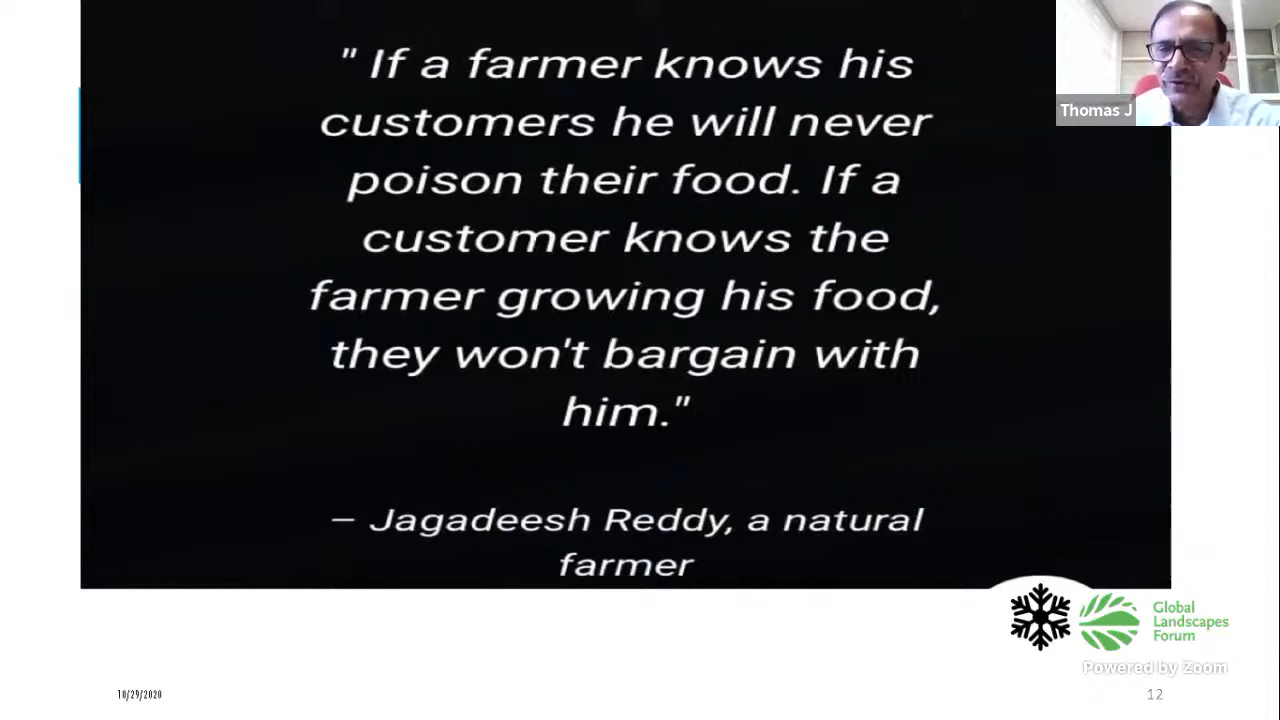 " If a farmer knows his
customers he will never
poison their food. If a
customer knows the
farmer growing his food,
they won't bargain with
him."
– Jagadeesh Reddy, a natural
farmer
Thomas J
Global
Landscapes
Forum
Powered by Zoom
10/29/2020
12